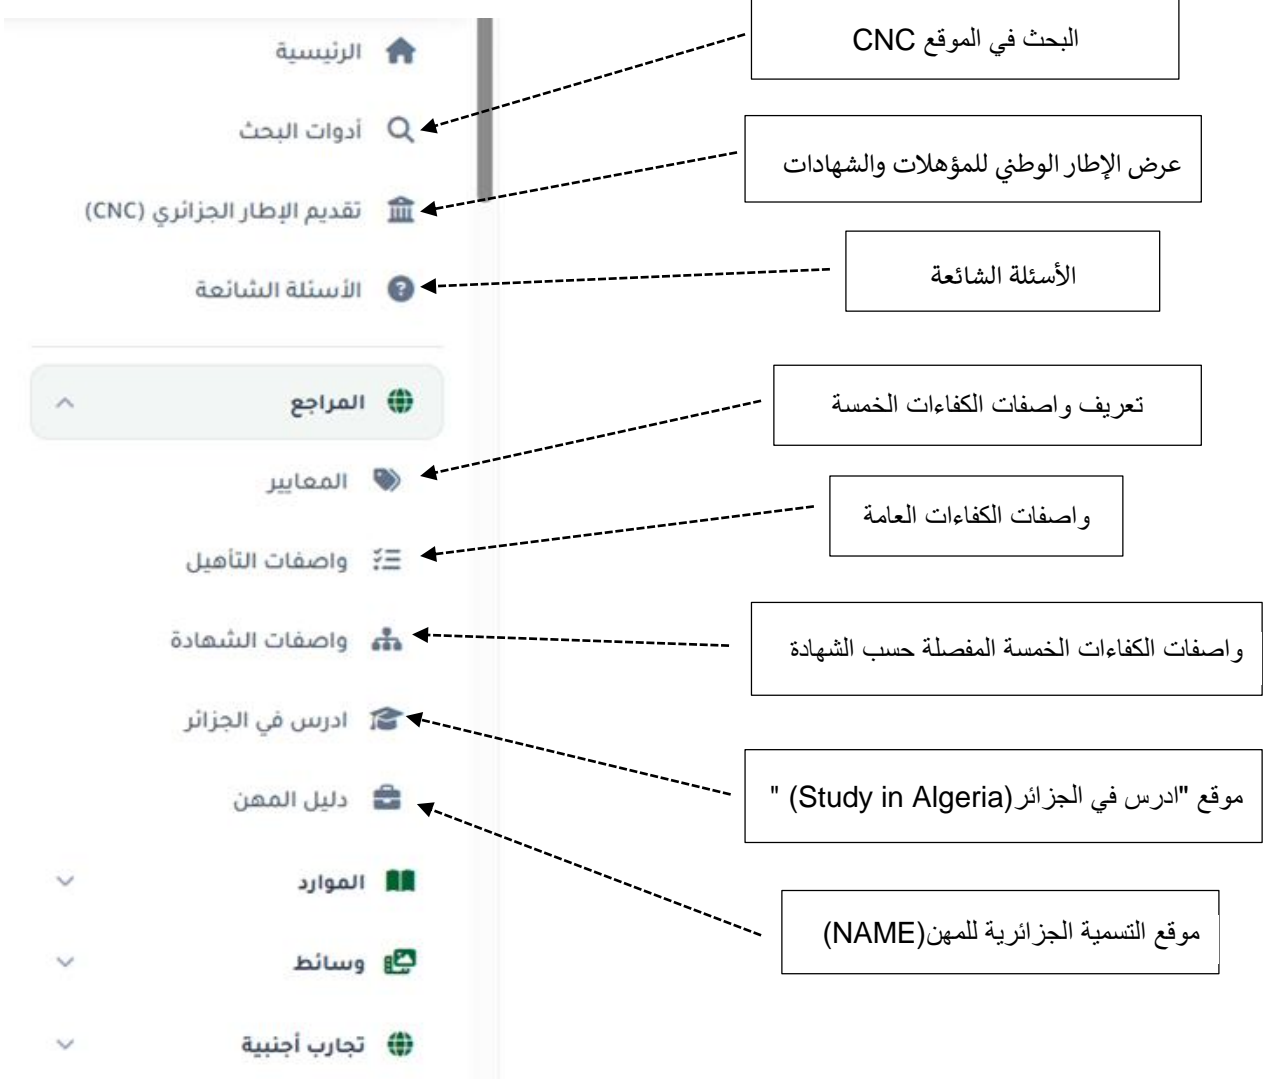 البحث في الموقع CNC
الرئيسية
أدوات البحث
عرض الإطار الوطني للمؤهلات والشهادات
تقديم الإطار الجزائري (CNC)
الأسئلة الشائعة
الأسئلة الشائعة
تعريف واصفات الكفاءات الخمسة
المراجع
المعايير
واصفات الكفاءات العامة
واصفات التأهيل
واصفات الكفاءات الخمسة المفصلة حسب الشهادة
واصفات الشهادة
ادرس في الجزائر
موقع "ادرس في الجزائر(Study in Algeria) "
دليل المهن
الموارد
موقع التسمية الجزائرية للمهن(NAME)
وسائط
تجارب أجنبية